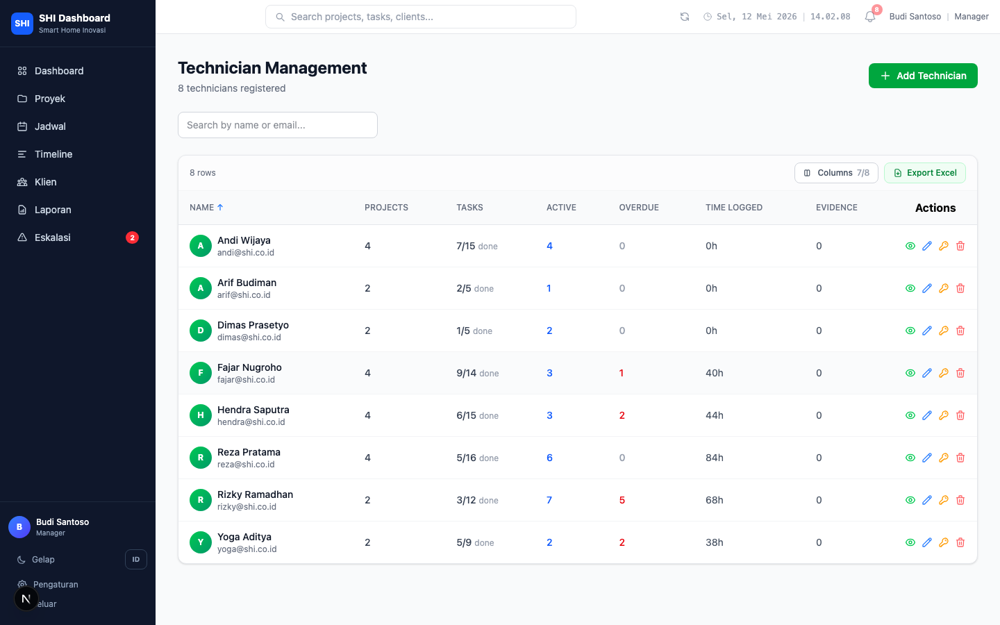 SHI
SHI Dashboard
Smart Home Inovasi
Dashboard
Proyek
Jadwal
Timeline
Klien
Laporan
Eskalasi 2
B
Budi Santoso
Manager
Gelap ID
Pengaturan
N
eluar
Search projects, tasks, clients...
Sel, 12 Mei 2026 | 14.02.08
8
Budi Santoso | Manager
Technician Management
8 technicians registered
+ Add Technician
Search by name or email...
8 rows
Columns 7/8
Export Excel
NAME ↑ PROJECTS TASKS ACTIVE OVERDUE TIME LOGGED EVIDENCE Actions
A Andi Wijaya 4 7/15 done 4 0 0h 0
andi@shi.co.id
A Arif Budiman 2 2/5 done 1 0 0h 0
arif@shi.co.id
D Dimas Prasetyo 2 1/5 done 2 0 0h 0
dimas@shi.co.id
F Fajar Nugroho 4 9/14 done 3 1 40h 0
fajar@shi.co.id
H Hendra Saputra 4 6/15 done 3 2 44h 0
hendra@shi.co.id
R Reza Pratama 4 5/16 done 6 0 84h 0
reza@shi.co.id
R Rizky Ramadhan 2 3/12 done 7 5 68h 0
rizky@shi.co.id
Y Yoga Aditya 2 5/9 done 2 2 38h 0
yoga@shi.co.id